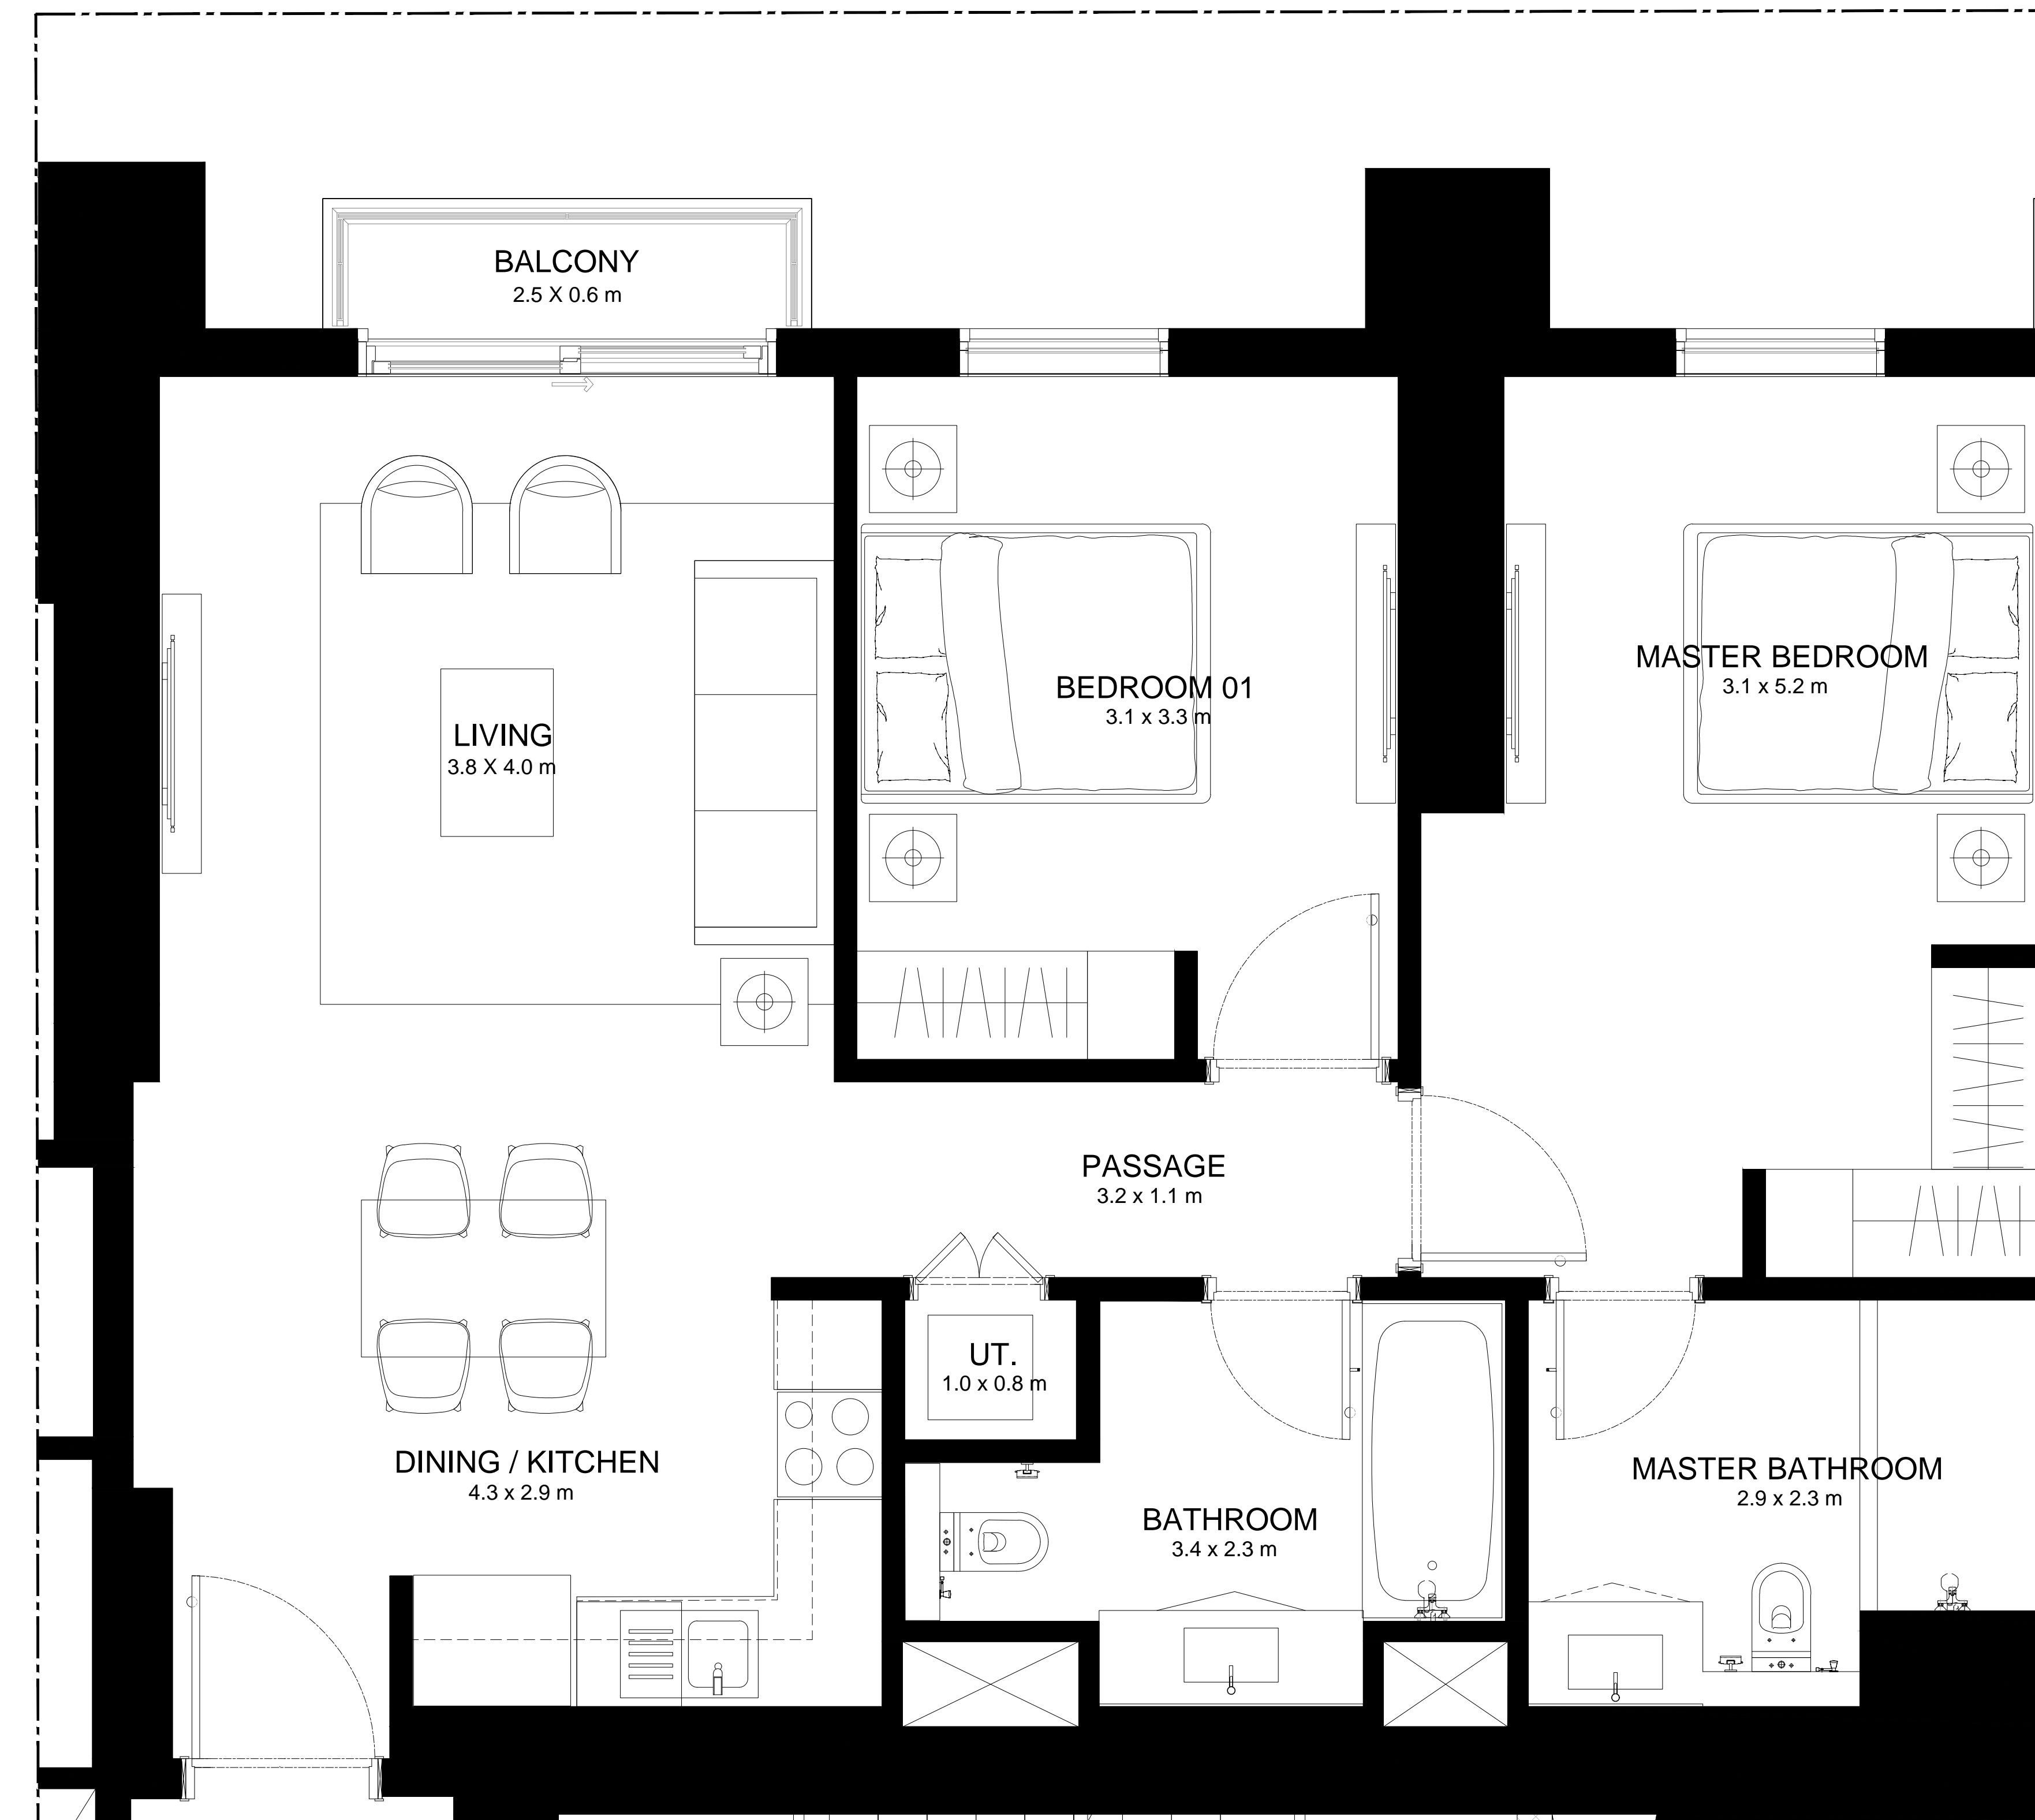 BALCONY
2.5 X 0.6 m
MASTER BEDROOM
3.1 x 5.2 m
BEDROOM 01
3.1 x 3.3 m
LIVING
3.8 X 4.0 m
PASSAGE
3.2 x 1.1 m
UT.
1.0 x 0.8 m
DINING / KITCHEN
4.3 x 2.9 m
MASTER BATHROOM
2.9 x 2.3 m
BATHROOM
3.4 x 2.3 m